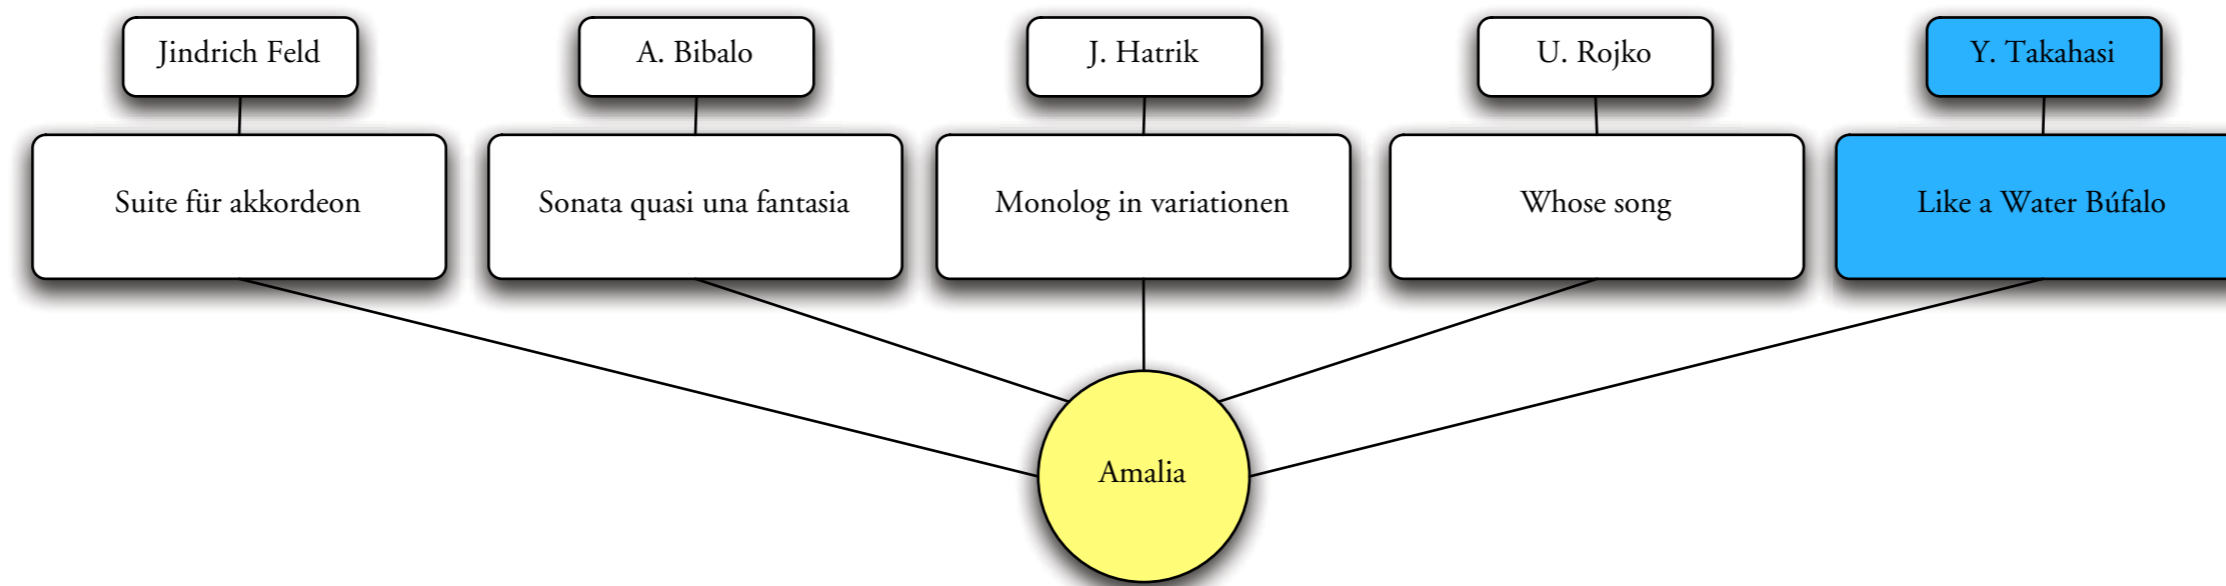 Jindrich Feld
A. Bibalo
J. Hatrik
U. Rojko
Y. Takahasi
Suite für akkordeon
Sonata quasi una fantasia
Monolog in variationen
Whose song
Like a Water Búfalo
Amalia